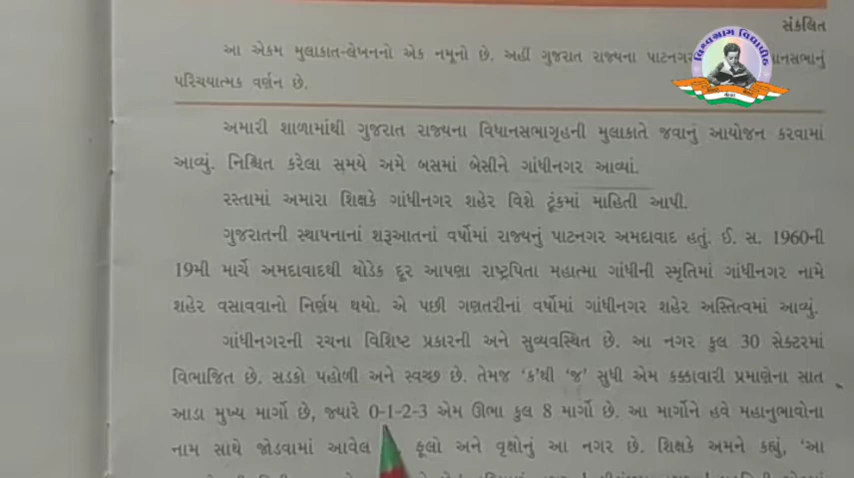 સંકલિત
વિશ્વગ્રામ વિદ્યાપીઠ
આ એકમ મુલાકાત-લેખનનો એક નમૂનો છે. અહીં ગુજરાત રાજ્યના પાટનગર
પરિચયાત્મક વર્ણન છે.
અમારી શાળામાંથી ગુજરાત રાજ્યના વિધાનસભાગૃહની મુલાકાતે જવાનું આયોજન કરવામાં
આવ્યું. નિશ્ચિત કરેલા સમયે અમે બસમાં બેસીને ગાંધીનગર આવ્યાં.
રસ્તામાં અમારા શિક્ષકે ગાંધીનગર શહેર વિશે ટૂંકમાં માહિતી આપી.
ગુજરાતની સ્થાપનાનાં શરૂઆતનાં વર્ષોમાં રાજ્યનું પાટનગર અમદાવાદ હતું. ઈ. સ. 1960ની
19મી માર્ચે અમદાવાદથી થોડેક દૂર આપણા રાષ્ટ્રપિતા મહાત્મા ગાંધીની સ્મૃતિમાં ગાંધીનગર નામે
શહેર વસાવવાનો નિર્ણય થયો. એ પછી ગણતરીનાં વર્ષોમાં ગાંધીનગર શહેર અસ્તિત્વમાં આવ્યું.
ગાંધીનગરની રચના વિશિષ્ટ પ્રકારની અને સુવ્યવસ્થિત છે. આ નગર કુલ 30 સેક્ટરમાં
વિભાજિત છે. સડકો પહોળી અને સ્વચ્છ છે. તેમજ ‘ક’થી ‘જ’ સુધી એમ કક્કાવારી પ્રમાણેના સાત
આડા મુખ્ય માર્ગો છે, જ્યારે 0-1-2-3 એમ ઊભા કુલ 8 માર્ગો છે. આ માર્ગોને હવે મહાનુભાવોના
નામ સાથે જોડવામાં આવેલ ફૂલો અને વૃક્ષોનું આ નગર છે. શિક્ષકે અમને કહ્યું, ‘આ